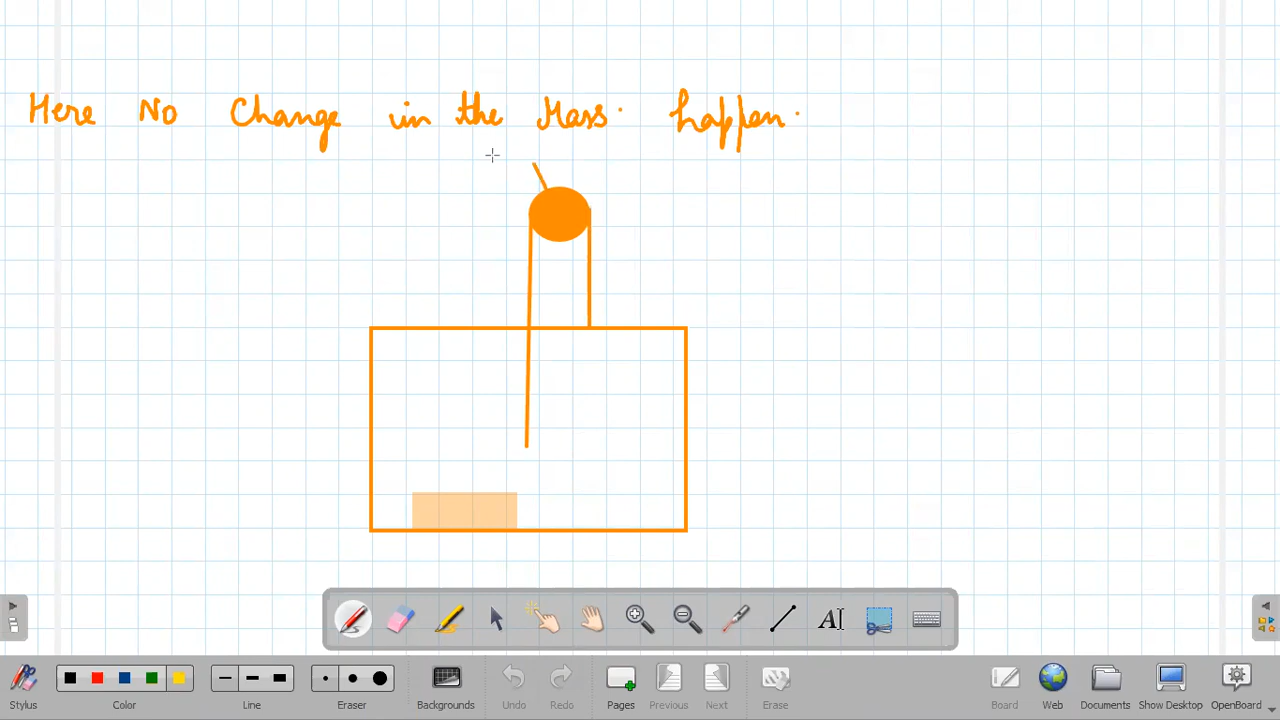 Here No Change in the Mass. happen.
Stylus
Color
Line
Eraser
Backgrounds
Undo
Redo
Pages
Previous
Next
Erase
Board
Web
Documents
Show Desktop
OpenBoard
AI